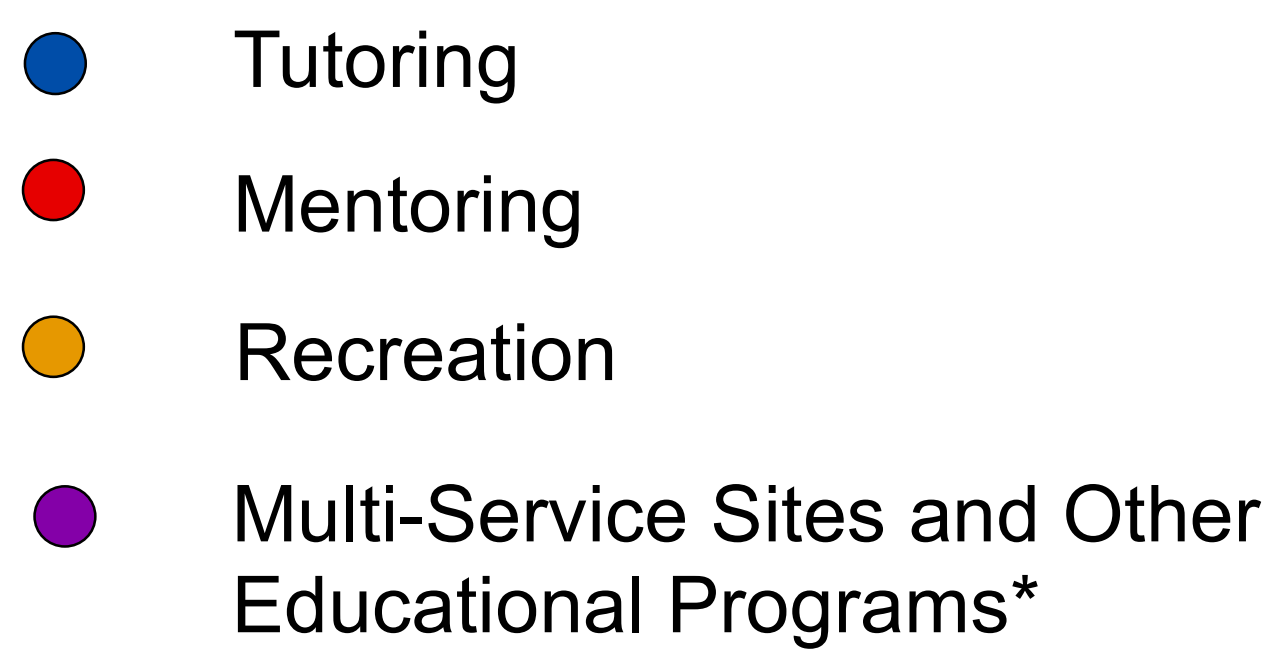 Tutoring
Mentoring
Recreation
Multi-Service Sites and Other
Educational Programs*